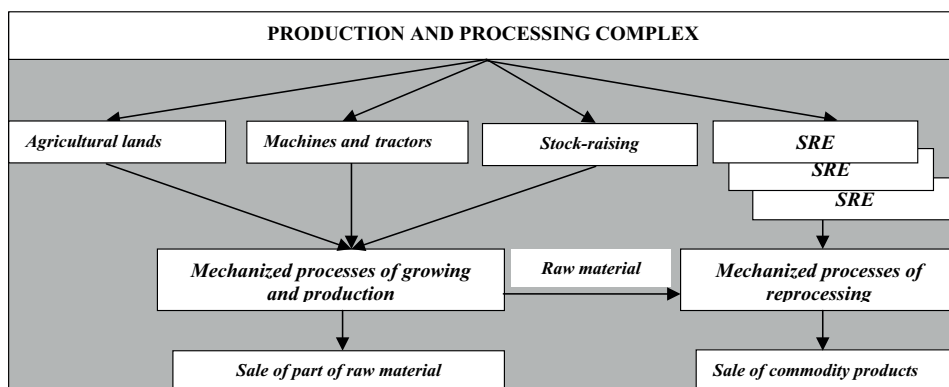 PRODUCTION AND PROCESSING COMPLEX
Agricultural lands
Machines and tractors
Stock-raising
SRE
SRE
SRE
Mechanized processes of growing
and production
Raw material
Mechanized processes of
reprocessing
Sale of part of raw material
Sale of commodity products